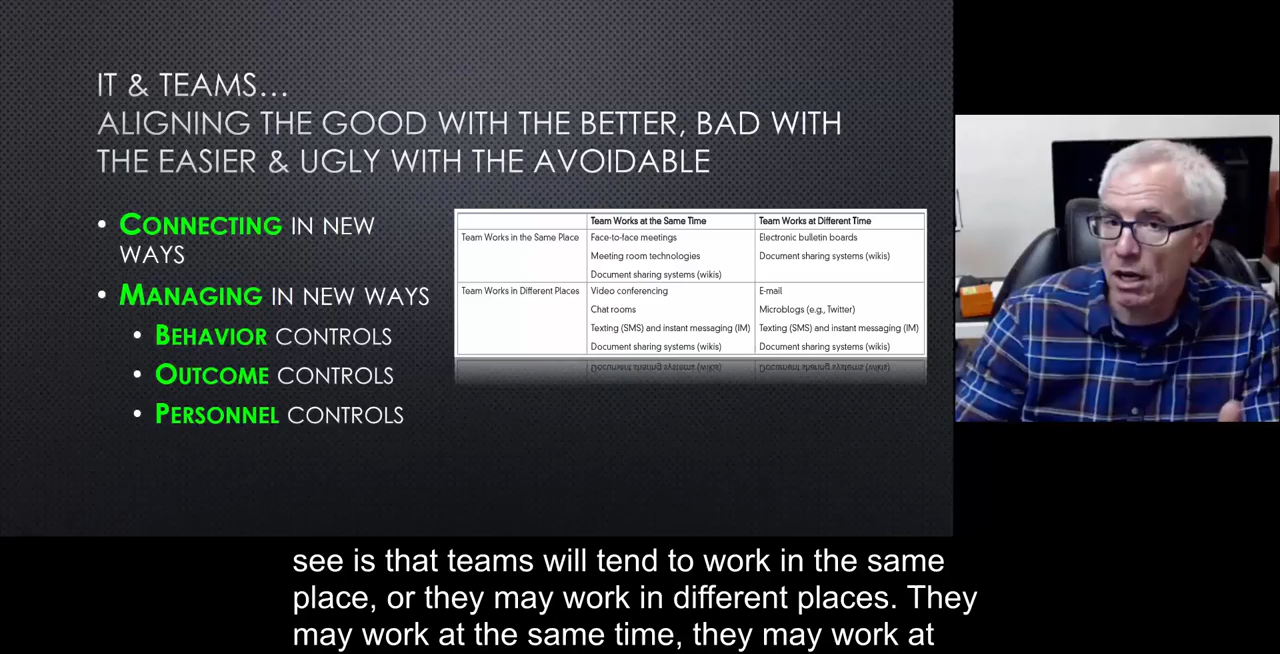 IT & TEAMS…
ALIGNING THE GOOD WITH THE BETTER, BAD WITH
THE EASIER & UGLY WITH THE AVOIDABLE
• CONNECTING IN NEW
WAYS
• MANAGING IN NEW WAYS
• BEHAVIOR CONTROLS
• OUTCOME CONTROLS
• PERSONNEL CONTROLS
Team Works at the Same Time Team Works at Different Time
Team Works in the Same Place Face-to-face meetings Electronic bulletin boards
Meeting room technologies Document sharing systems (wikis)
Document sharing systems (wikis)
Team Works in Different Places Video conferencing E-mail
Chat rooms Microblogs (e.g., Twitter)
Texting (SMS) and instant messaging (IM) Texting (SMS) and instant messaging (IM)
Document sharing systems (wikis) Document sharing systems (wikis)
see is that teams will tend to work in the same
place, or they may work in different places. They
may work at the same time, they may work at